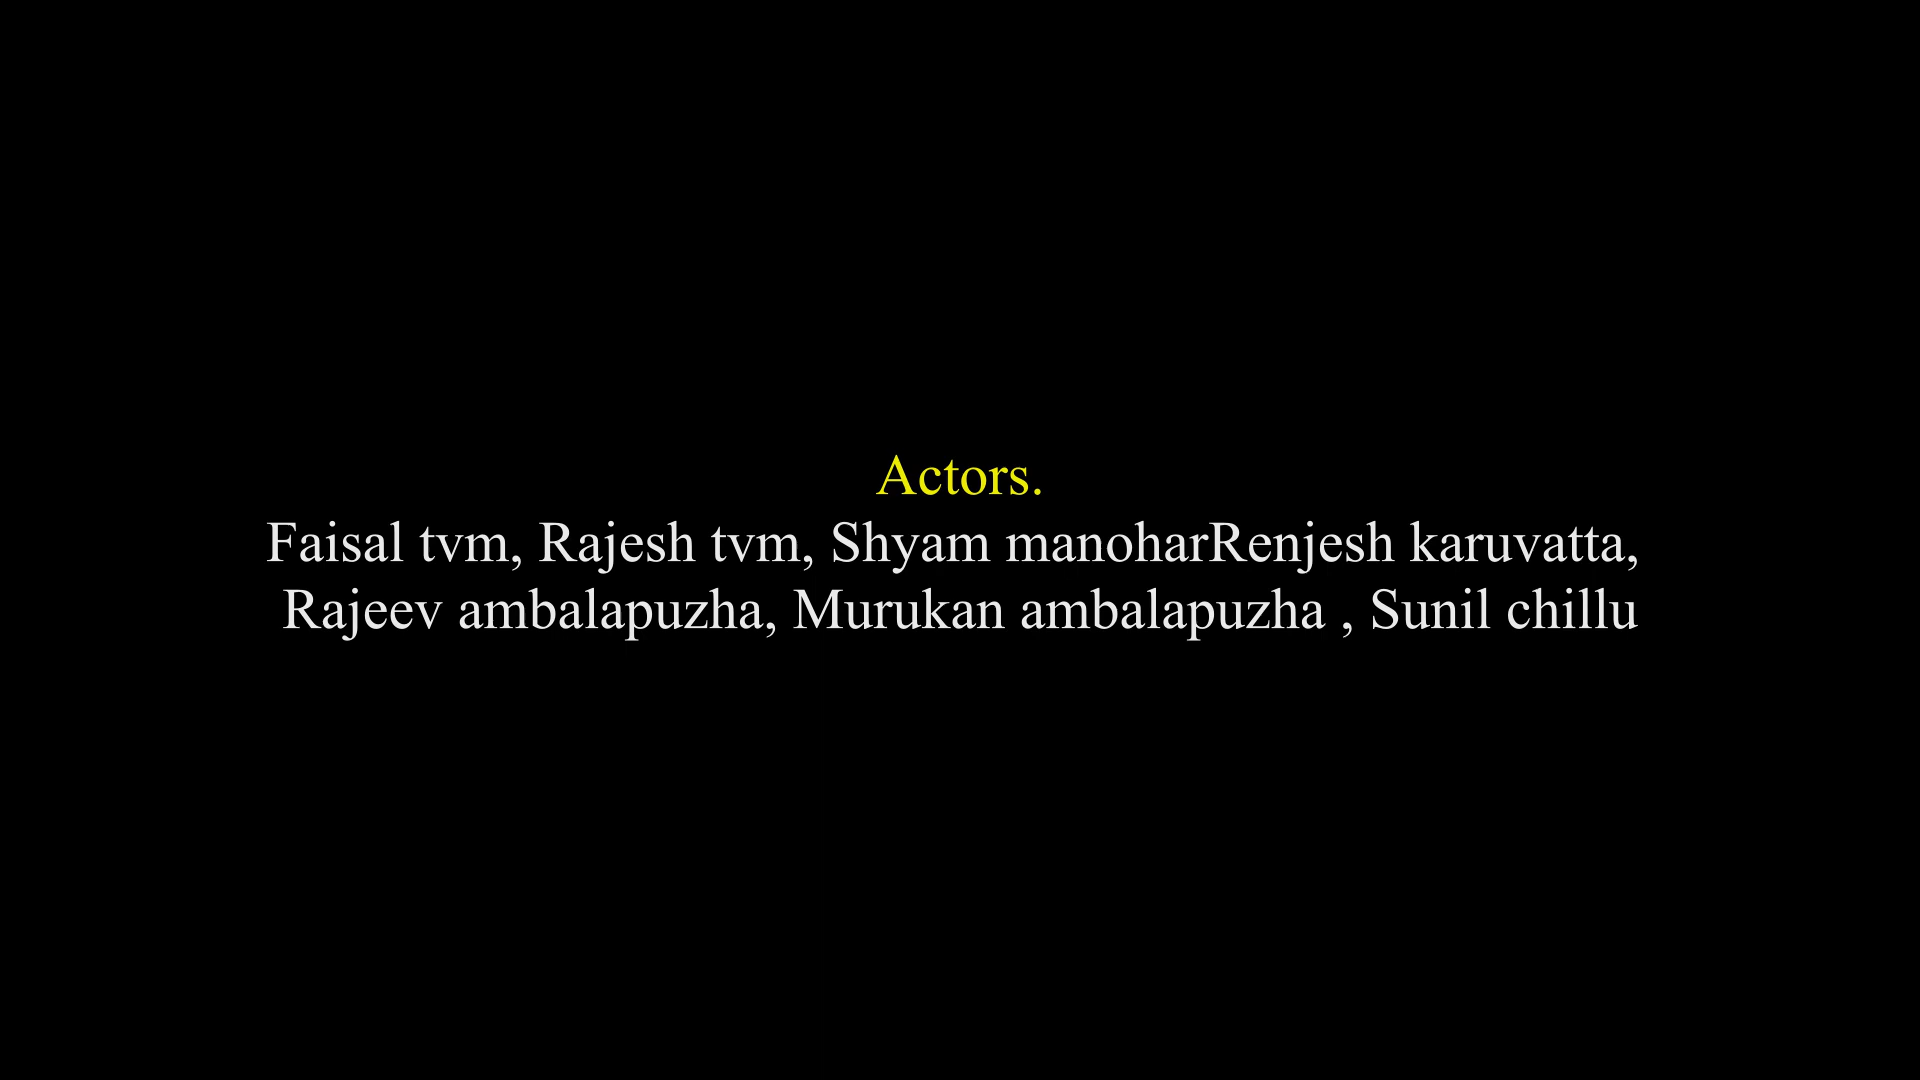 Actors.
Faisal tvm, Rajesh tvm, Shyam manoharRenjesh karuvatta,
Rajeev ambalapuzha, Murukan ambalapuzha , Sunil chillu